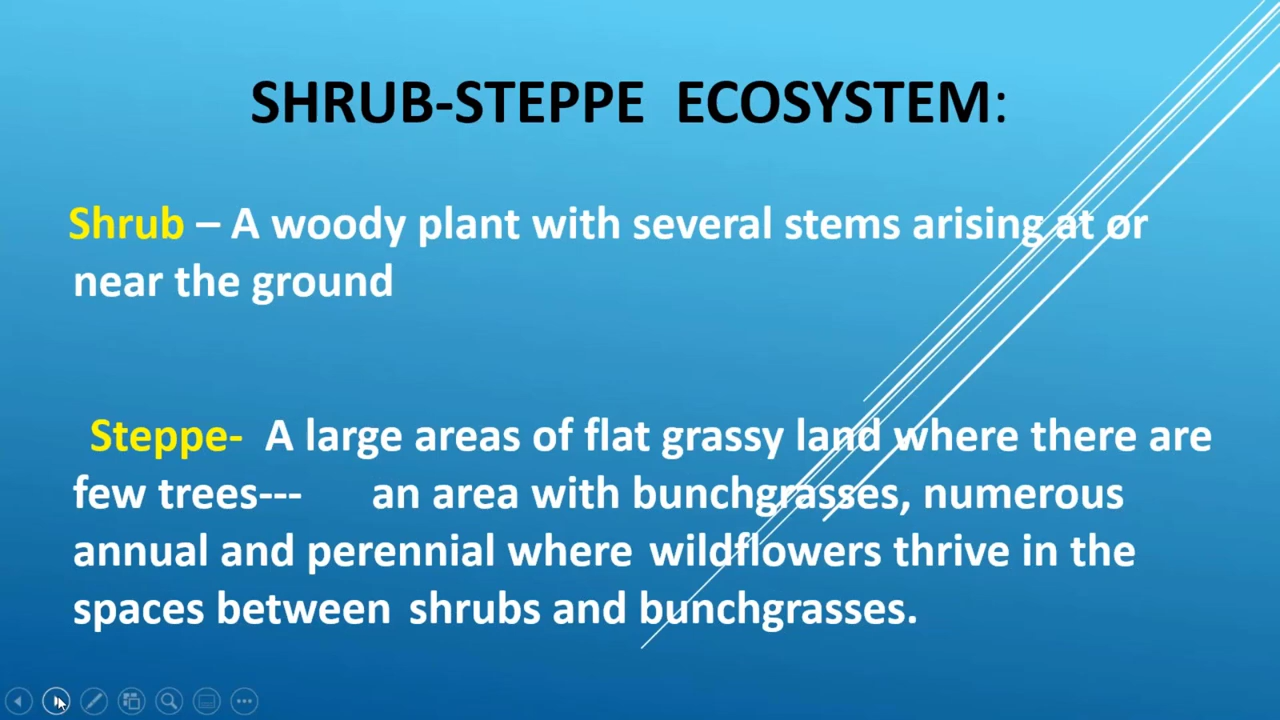 SHRUB-STEPPE ECOSYSTEM:
Shrub – A woody plant with several stems arising at or
near the ground
Steppe- A large areas of flat grassy land where there are
few trees--- an area with bunchgrasses, numerous
annual and perennial where wildflowers thrive in the
spaces between shrubs and bunchgrasses.